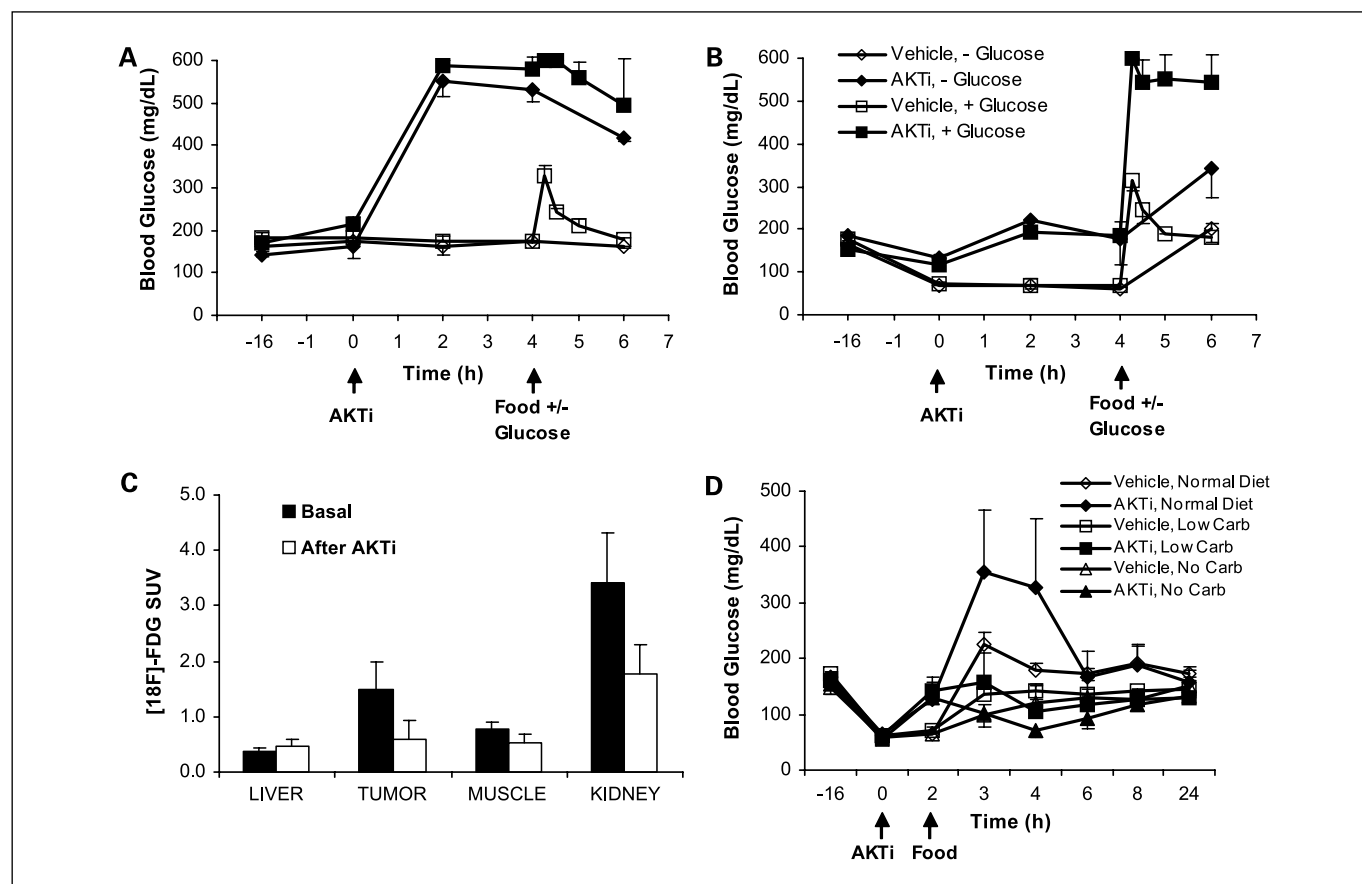 A
600
500
400
300
200
100
0
Blood Glucose (mg/dL)
-16 -1 0 1 2 3 4 5 6 7
Time (h)
AKTi
Food +/-
Glucose
B
Vehicle, - Glucose
AKTi, - Glucose
Vehicle, + Glucose
AKTi, + Glucose
600
500
400
300
200
100
0
Blood Glucose (mg/dL)
-16 -1 0 1 2 3 4 5 6 7
Time (h)
AKTi
Food +/-
Glucose
C
5.0
4.0
3.0
2.0
1.0
0.0
[18F]-FDG SUV
Basal
After AKTi
LIVER TUMOR MUSCLE KIDNEY
D
Vehicle, Normal Diet
AKTi, Normal Diet
Vehicle, Low Carb
AKTi, Low Carb
Vehicle, No Carb
AKTi, No Carb
500
400
300
200
100
0
Blood Glucose (mg/dL)
-16 0 2 3 4 6 8 24
Time (h)
AKTi Food